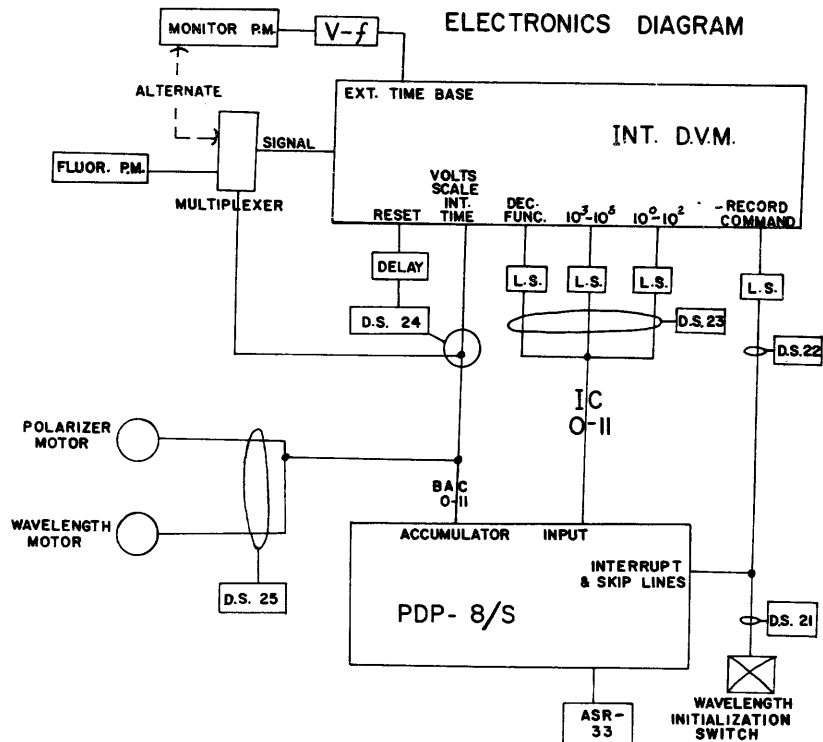 ELECTRONICS DIAGRAM
MONITOR P.M.
V-f
ALTERNATE
EXT. TIME BASE
INT. D.V.M.
SIGNAL
FLUOR. P.M.
MULTIPLEXER
VOLTS
SCALE
INT.
TIME
RESET
DEC.
FUNC.
10³-10⁵
10⁰-10²
-RECORD
COMMAND
DELAY
L.S.
L.S.
L.S.
L.S.
D.S. 24
D.S. 23
D.S. 22
IC
0-11
POLARIZER
MOTOR
BAC
0-11
WAVELENGTH
MOTOR
ACCUMULATOR
INPUT
INTERRUPT
& SKIP LINES
D.S. 25
PDP-8/S
D.S. 21
ASR-
33
WAVELENGTH
INITIALIZATION
SWITCH